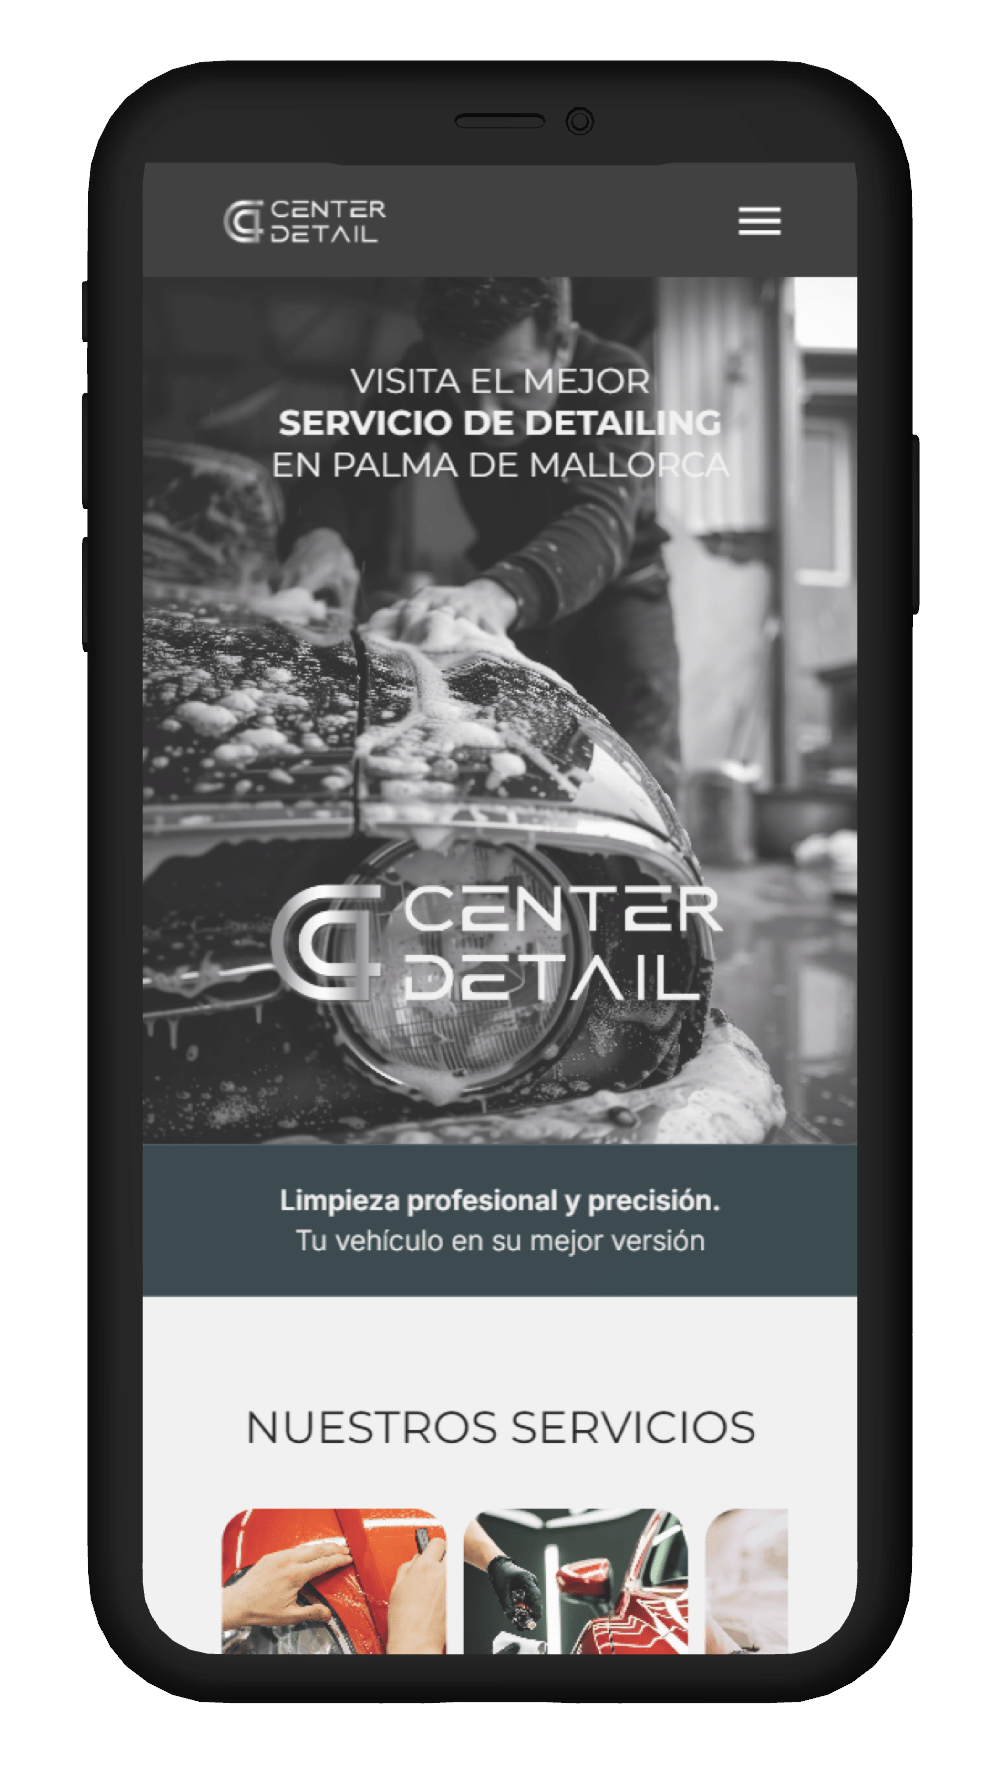 CENTER
DETAIL
VISITA EL MEJOR
SERVICIO DE DETAILING
EN PALMA DE MALLORCA
CENTER
DETAIL
Limpieza profesional y precisión.
Tu vehículo en su mejor versión
NUESTROS SERVICIOS